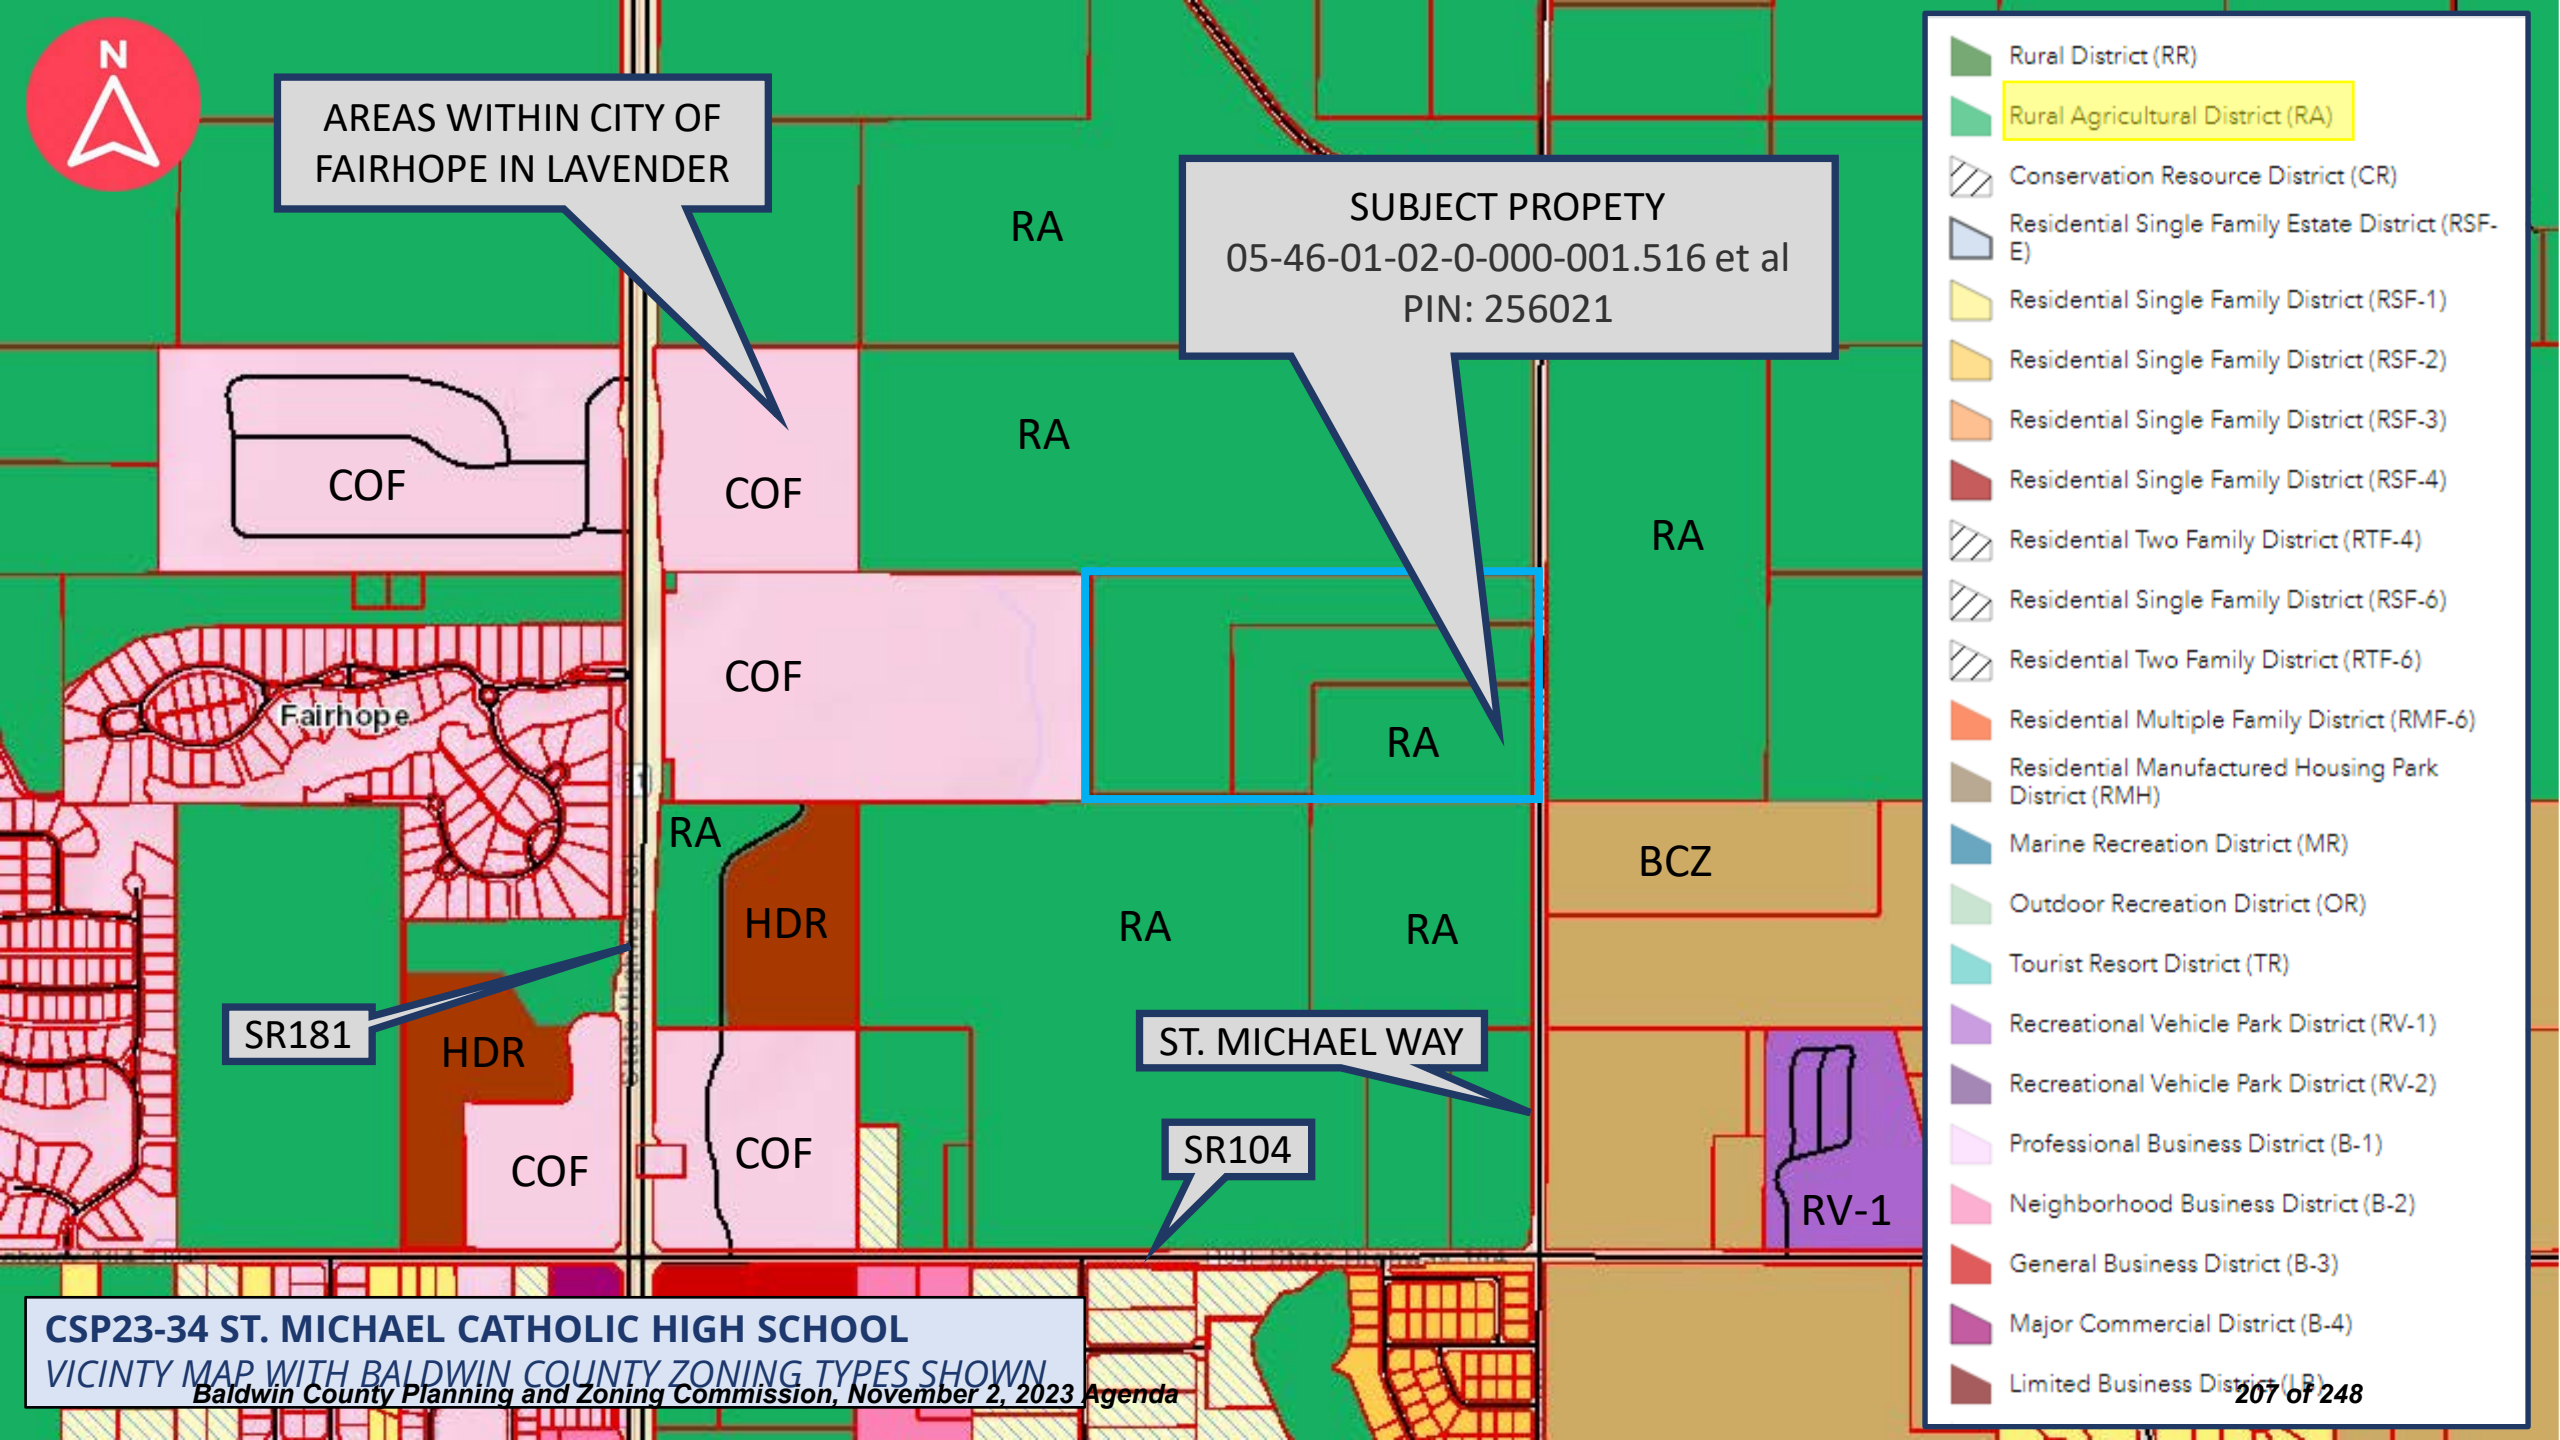 N
AREAS WITHIN CITY OF
FAIRHOPE IN LAVENDER
SUBJECT PROPETY
05-46-01-02-0-000-001.516 et al
PIN: 256021
RA
RA
COF
COF
RA
COF
Fairhope
RA
RA
BCZ
HDR
RA
RA
SR181
HDR
ST. MICHAEL WAY
COF
COF
SR104
RV-1
State Highway 181
Rural District (RR)
Rural Agricultural District (RA)
Conservation Resource District (CR)
Residential Single Family Estate District (RSF-
E)
Residential Single Family District (RSF-1)
Residential Single Family District (RSF-2)
Residential Single Family District (RSF-3)
Residential Single Family District (RSF-4)
Residential Two Family District (RTF-4)
Residential Single Family District (RSF-6)
Residential Two Family District (RTF-6)
Residential Multiple Family District (RMF-6)
Residential Manufactured Housing Park
District (RMH)
Marine Recreation District (MR)
Outdoor Recreation District (OR)
Tourist Resort District (TR)
Recreational Vehicle Park District (RV-1)
Recreational Vehicle Park District (RV-2)
Professional Business District (B-1)
Neighborhood Business District (B-2)
General Business District (B-3)
Major Commercial District (B-4)
Limited Business District (LB)
CSP23-34 ST. MICHAEL CATHOLIC HIGH SCHOOL
VICINTY MAP WITH BALDWIN COUNTY ZONING TYPES SHOWN
Baldwin County Planning and Zoning Commission, November 2, 2023 Agenda
207 of 248